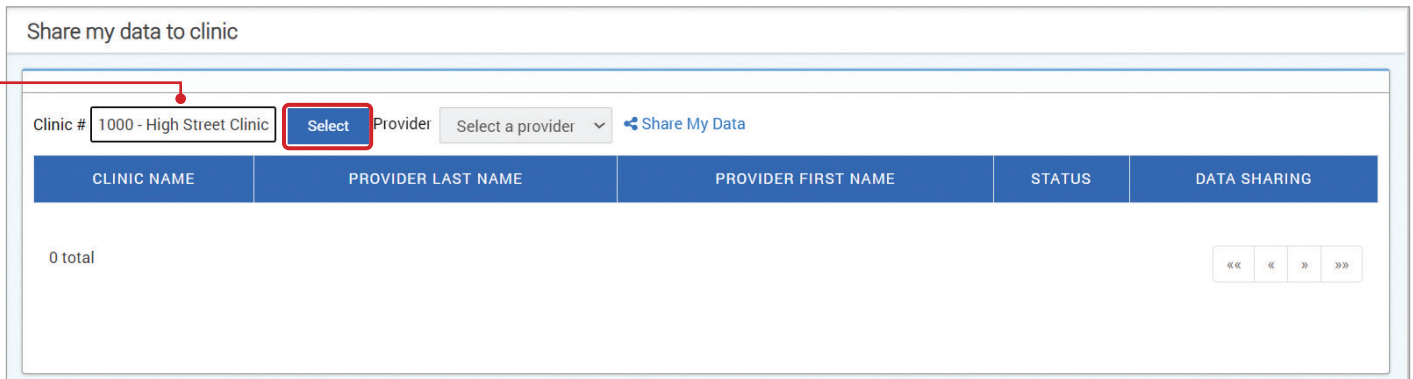 Share my data to clinic
Clinic # 1000 - High Street Clinic Select Provider Select a provider Share My Data
CLINIC NAME PROVIDER LAST NAME PROVIDER FIRST NAME STATUS DATA SHARING
0 total «« « » »»